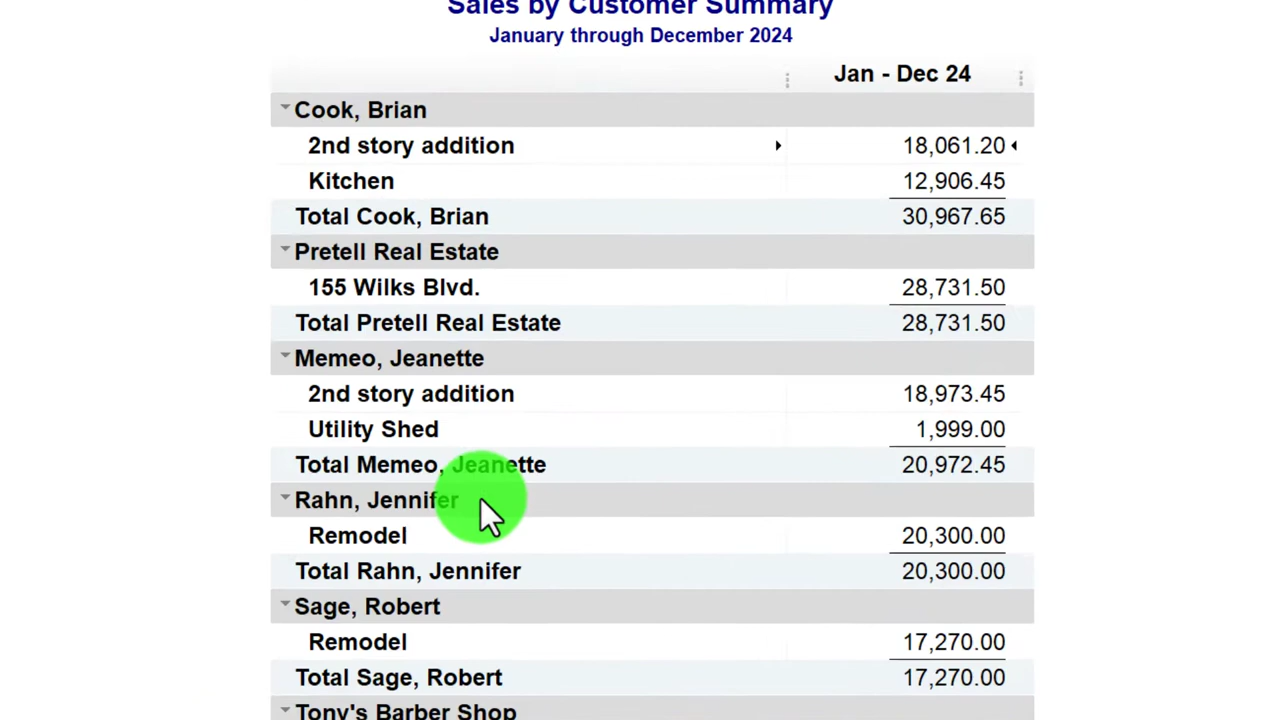 Sales by Customer Summary
January through December 2024
Jan - Dec 24
Cook, Brian
2nd story addition 18,061.20
Kitchen 12,906.45
Total Cook, Brian 30,967.65
Pretell Real Estate
155 Wilks Blvd. 28,731.50
Total Pretell Real Estate 28,731.50
Memeo, Jeanette
2nd story addition 18,973.45
Utility Shed 1,999.00
Total Memeo, Jeanette 20,972.45
Rahn, Jennifer
Remodel 20,300.00
Total Rahn, Jennifer 20,300.00
Sage, Robert
Remodel 17,270.00
Total Sage, Robert 17,270.00
Tony's Barber Shop